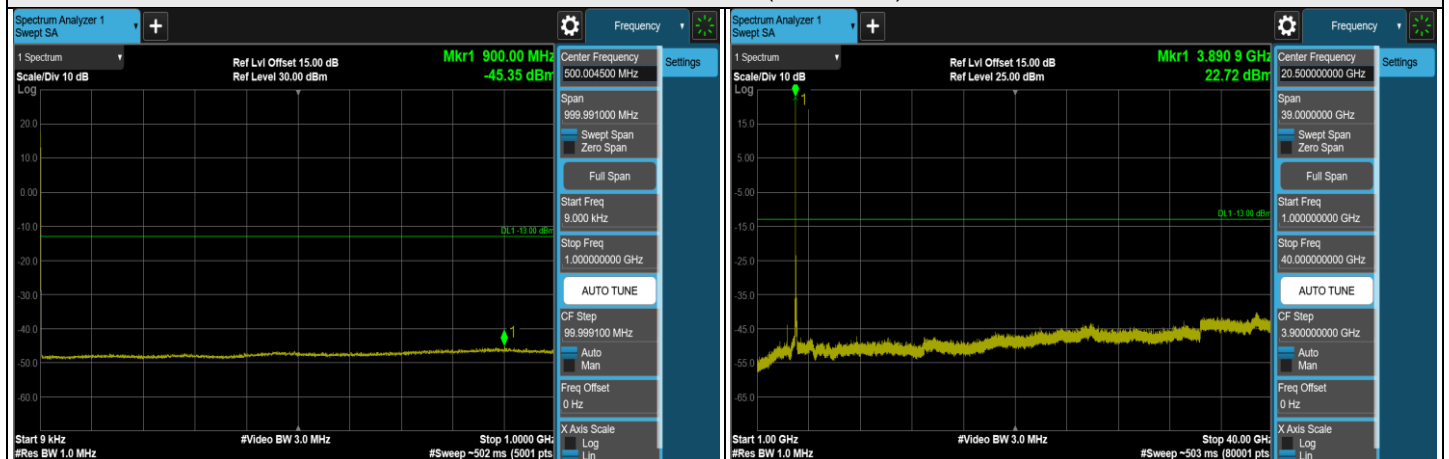 Spectrum Analyzer 1
Swept SA
+
Frequency
1 Spectrum
Scale/Div 10 dB
Log
Ref Lvl Offset 15.00 dB
Ref Level 30.00 dBm
Mkr1 900.00 MHz
-45.35 dBm
20.0
10.0
0.00
-10.0
-20.0
-30.0
-40.0
-50.0
-60.0
DL1 -13.00 dBm
1
Start 9 kHz
#Res BW 1.0 MHz
#Video BW 3.0 MHz
Stop 1.0000 GHz
#Sweep ~502 ms (5001 pts
Center Frequency
500.004500 MHz
Settings
Span
999.991000 MHz
Swept Span
Zero Span
Full Span
Start Freq
9.000 kHz
Stop Freq
1.000000000 GHz
AUTO TUNE
CF Step
99.999100 MHz
Auto
Man
Freq Offset
0 Hz
X Axis Scale
Log
Lin
Spectrum Analyzer 1
Swept SA
+
Frequency
1 Spectrum
Scale/Div 10 dB
Log
Ref Lvl Offset 15.00 dB
Ref Level 25.00 dBm
Mkr1 3.890 9 GHz
22.72 dBm
1
15.0
5.00
-5.00
-15.0
-25.0
-35.0
-45.0
-55.0
-65.0
DL1 -13.00 dBm
Start 1.00 GHz
#Res BW 1.0 MHz
#Video BW 3.0 MHz
Stop 40.00 GHz
#Sweep ~503 ms (80001 pts
Center Frequency
20.500000000 GHz
Settings
Span
39.0000000 GHz
Swept Span
Zero Span
Full Span
Start Freq
1.000000000 GHz
Stop Freq
40.000000000 GHz
AUTO TUNE
CF Step
3.900000000 GHz
Auto
Man
Freq Offset
0 Hz
X Axis Scale
Log
Lin